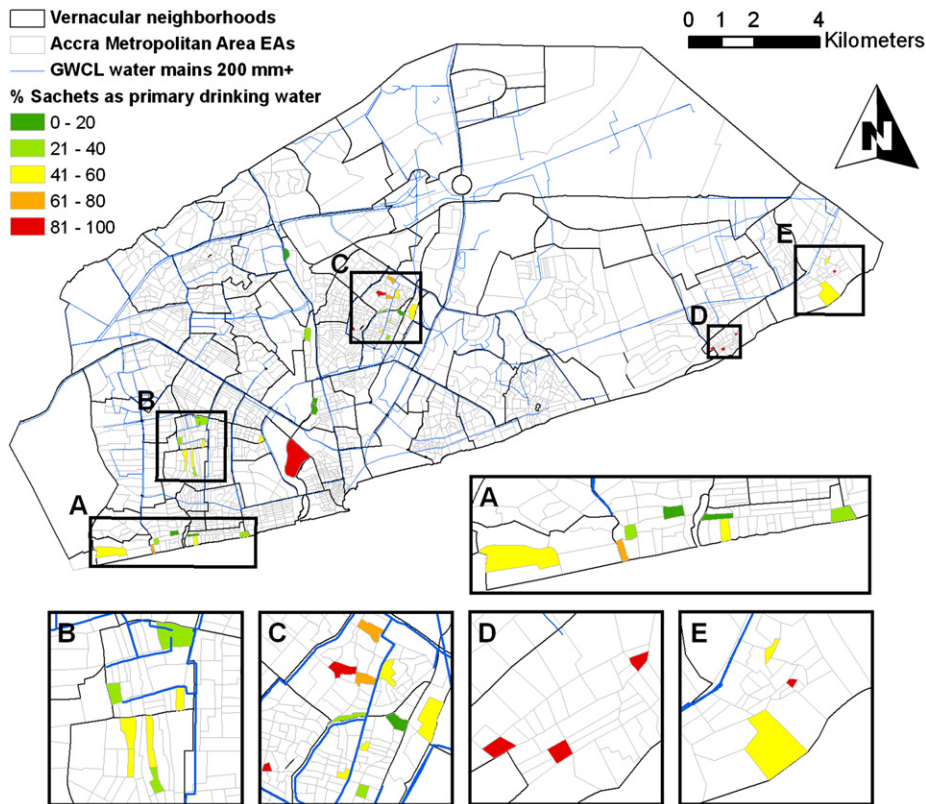 Vernacular neighborhoods
Accra Metropolitan Area EAs
GWCL water mains 200 mm+
% Sachets as primary drinking water
0 - 20
21 - 40
41 - 60
61 - 80
81 - 100
0 1 2 4
Kilometers
N
E
C
D
B
A
A
B
C
D
E